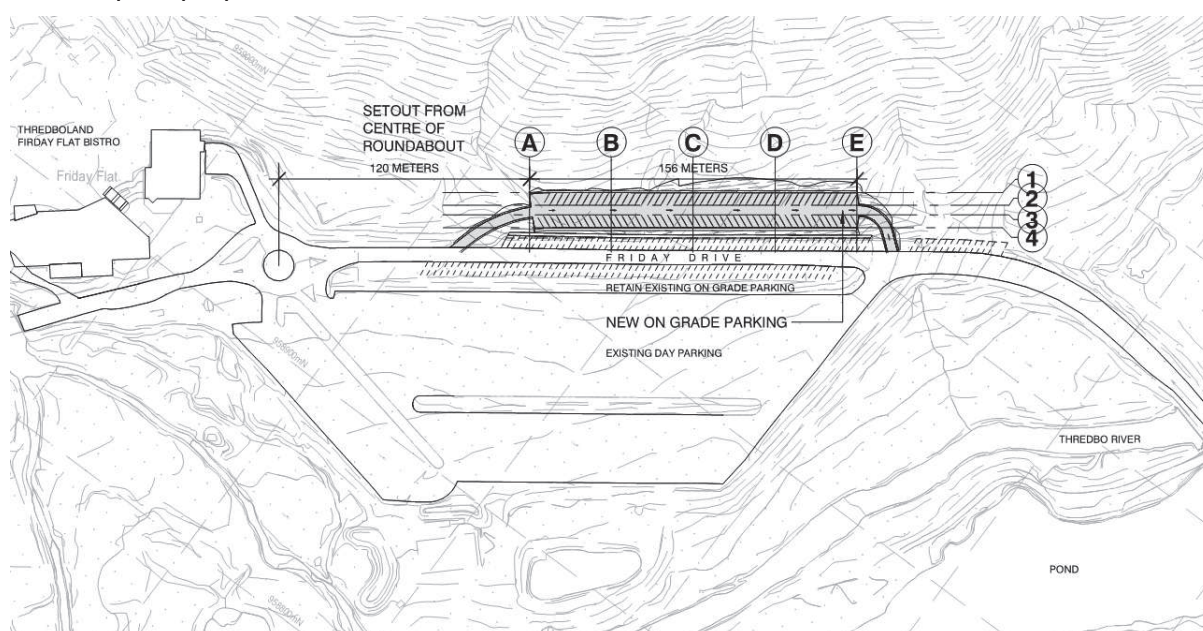 SETOUT FROM
CENTRE OF
ROUNDABOUT
120 METERS
156 METERS
A
B
C
D
E
1
2
3
4
THREDBOLAND
FIRDAY FLAT BISTRO
Friday Flat
958000mN
FRIDAY DRIVE
RETAIN EXISTING ON GRADE PARKING
NEW ON GRADE PARKING
EXISTING DAY PARKING
THREDBO RIVER
POND